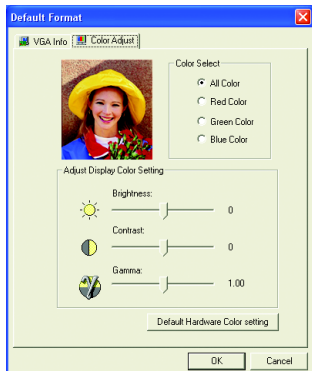 Default Format
VGA Info
Color Adjust
Color Select
All Color
Red Color
Green Color
Blue Color
Adjust Display Color Setting
Brightness:
0
Contrast:
0
Gamma:
1.00
Default Hardware Color setting
OK
Cancel